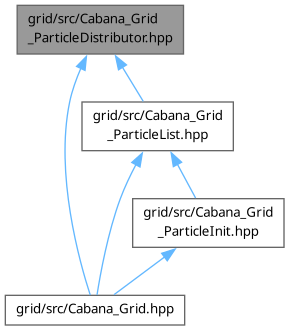 grid/src/Cabana_Grid
_ParticleDistributor.hpp
grid/src/Cabana_Grid
_ParticleList.hpp
grid/src/Cabana_Grid
_ParticleInit.hpp
grid/src/Cabana_Grid.hpp